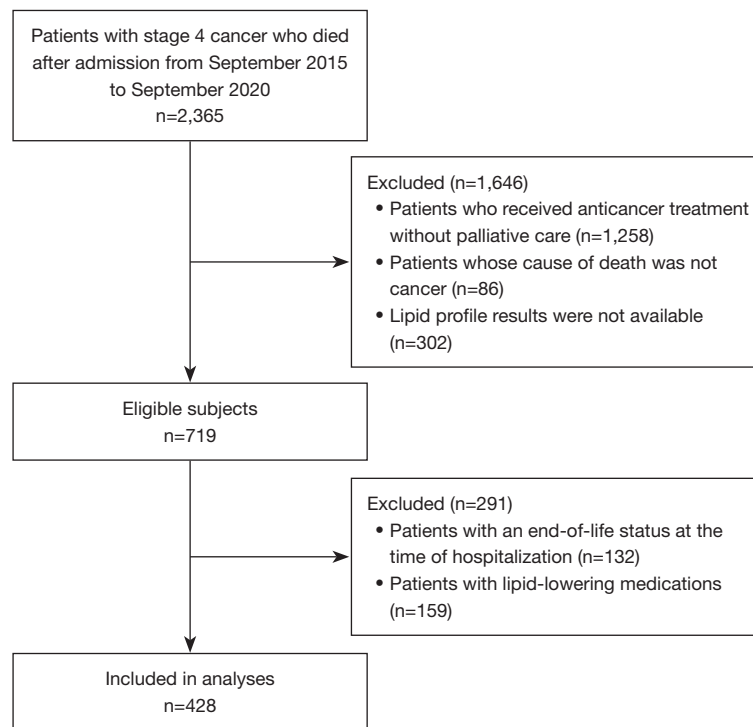 Patients with stage 4 cancer who died
after admission from September 2015
to September 2020
n=2,365
Excluded (n=1,646)
• Patients who received anticancer treatment
without palliative care (n=1,258)
• Patients whose cause of death was not
cancer (n=86)
• Lipid profile results were not available
(n=302)
Eligible subjects
n=719
Excluded (n=291)
• Patients with an end-of-life status at the
time of hospitalization (n=132)
• Patients with lipid-lowering medications
(n=159)
Included in analyses
n=428